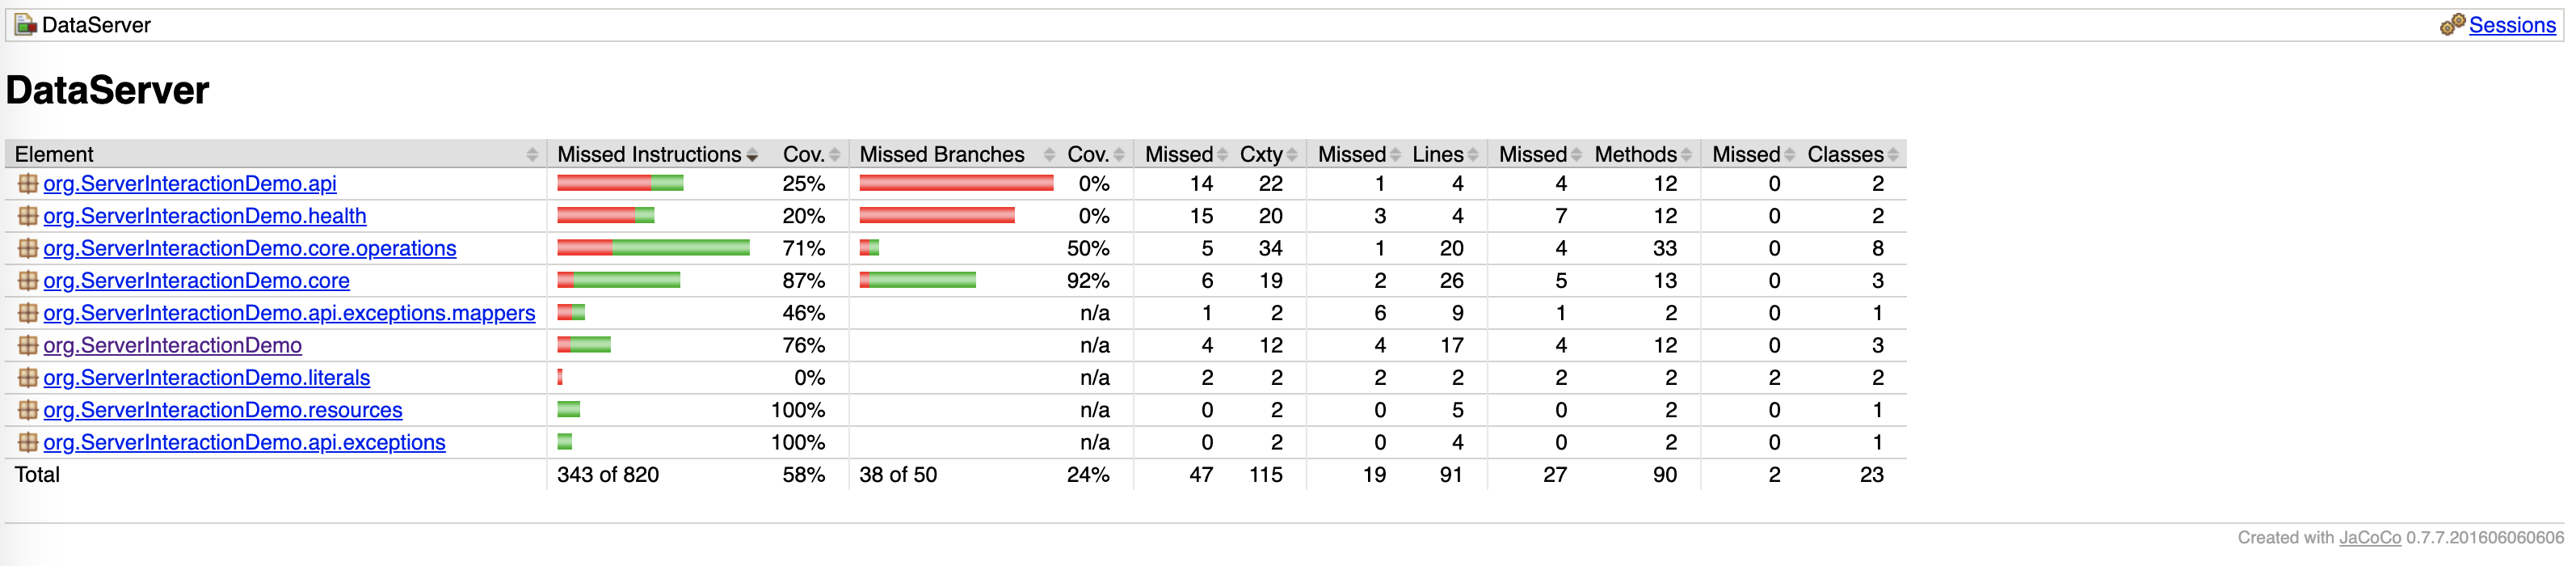 DataServer Sessions
DataServer
Element Missed Instructions Cov. Missed Branches Cov. Missed Cxty Missed Lines Missed Methods Missed Classes
org.ServerInteractionDemo.api 25% 0% 14 22 1 4 4 12 0 2
org.ServerInteractionDemo.health 20% 0% 15 20 3 4 7 12 0 2
org.ServerInteractionDemo.core.operations 71% 50% 5 34 1 20 4 33 0 8
org.ServerInteractionDemo.core 87% 92% 6 19 2 26 5 13 0 3
org.ServerInteractionDemo.api.exceptions.mappers 46% n/a 1 2 6 9 1 2 0 1
org.ServerInteractionDemo 76% n/a 4 12 4 17 4 12 0 3
org.ServerInteractionDemo.literals 0% n/a 2 2 2 2 2 2 2 2
org.ServerInteractionDemo.resources 100% n/a 0 2 0 5 0 2 0 1
org.ServerInteractionDemo.api.exceptions 100% n/a 0 2 0 4 0 2 0 1
Total 343 of 820 58% 38 of 50 24% 47 115 19 91 27 90 2 23
Created with JaCoCo 0.7.7.201606060606